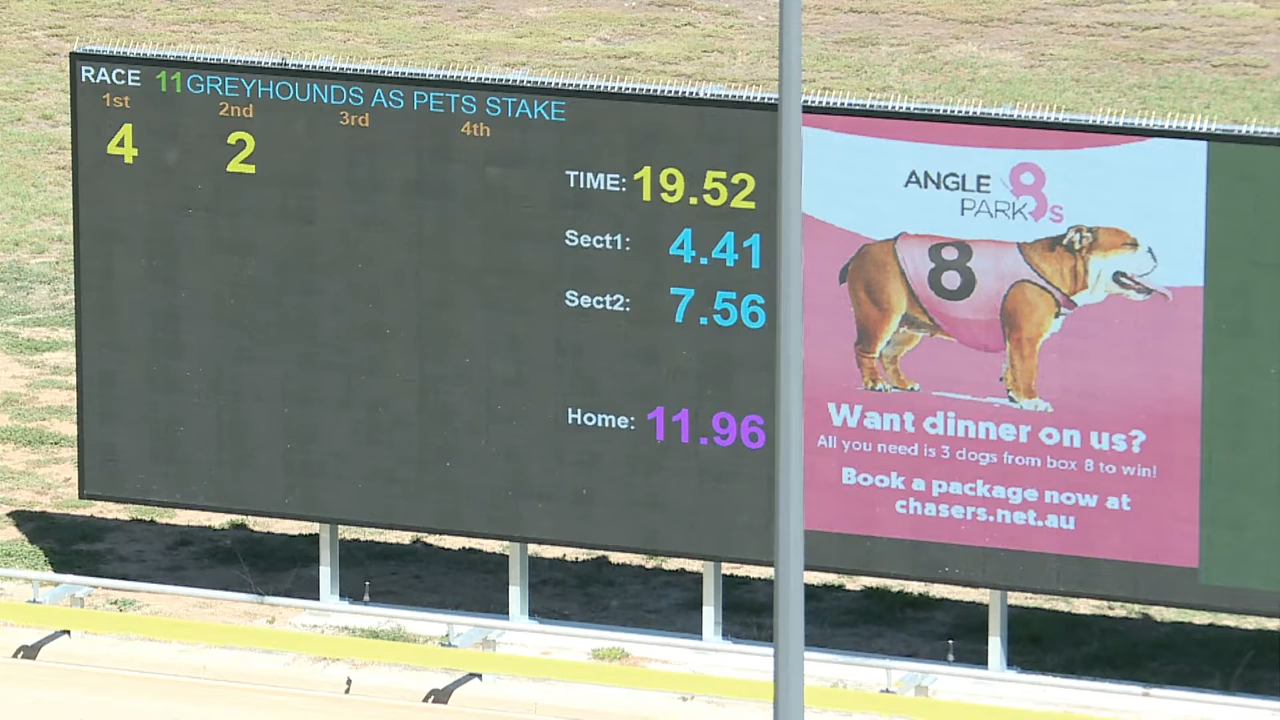 RACE 11 GREYHOUNDS AS PETS STAKE
1st 2nd 3rd 4th
4 2
TIME: 19.52
Sect1: 4.41
Sect2: 7.56
Home: 11.96
ANGLE
PARK 8s
8
Want dinner on us?
All you need is 3 dogs from box 8 to win!
Book a package now at
chasers.net.au